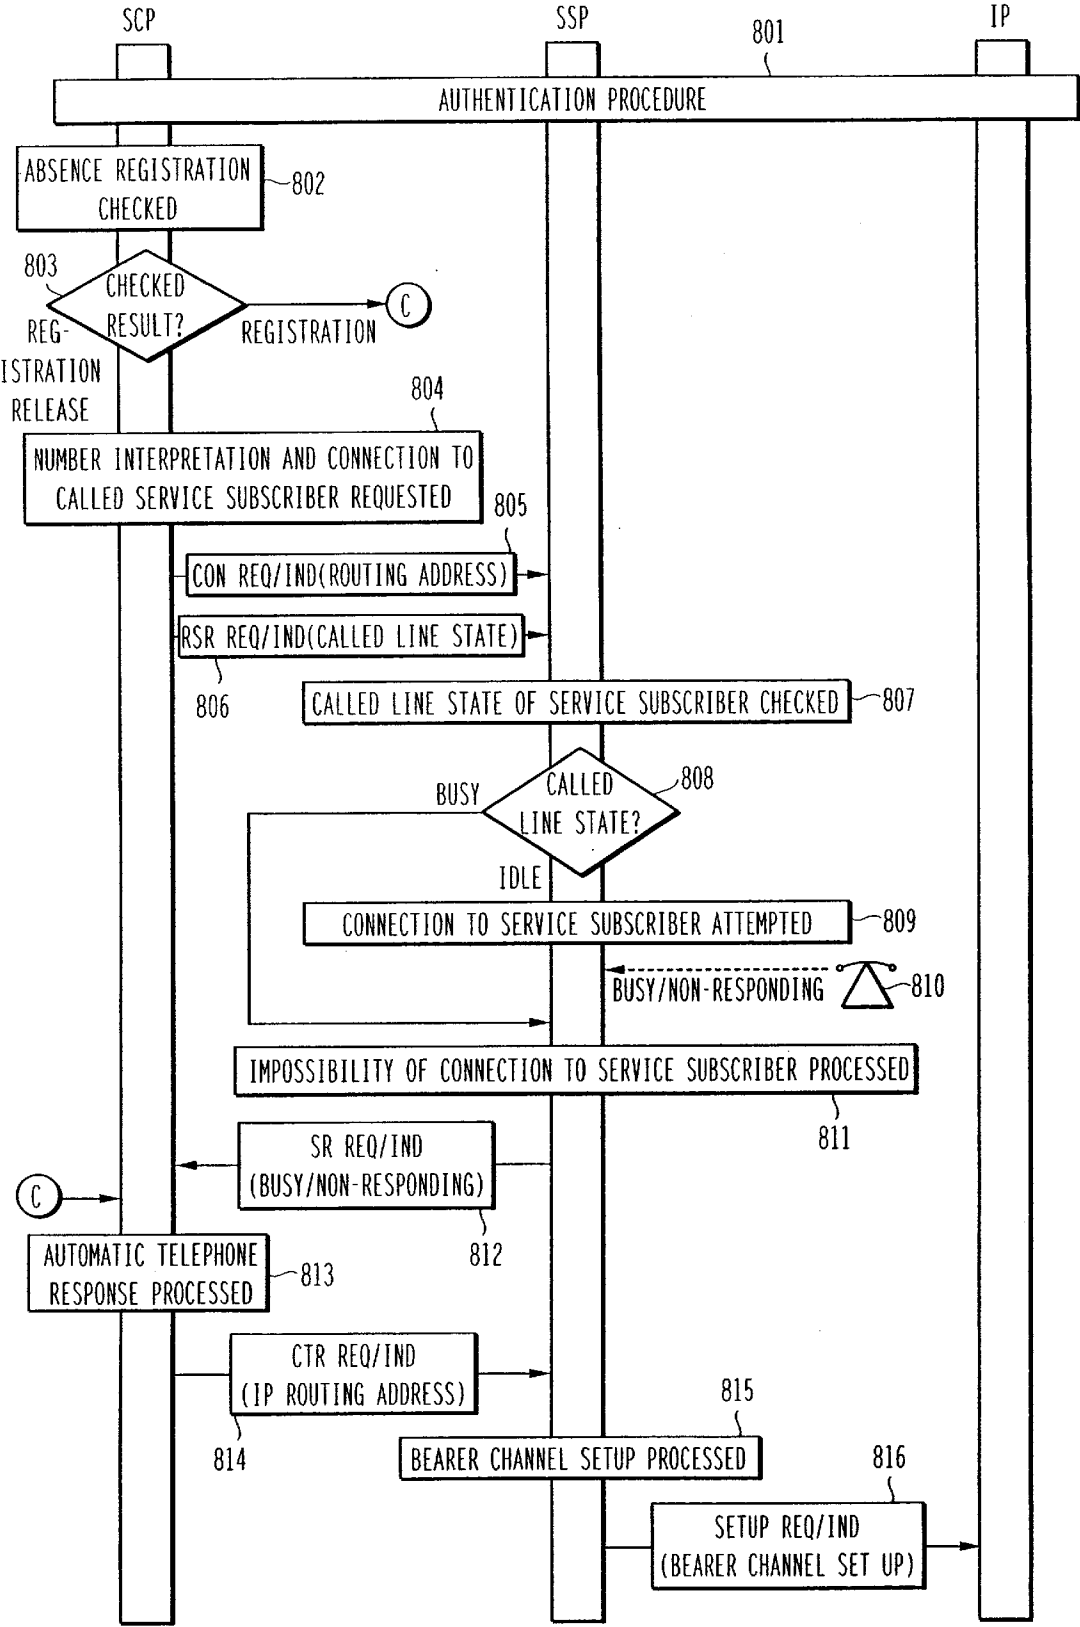 SCP
SSP
IP
801
AUTHENTICATION PROCEDURE
ABSENCE REGISTRATION
CHECKED
802
803
CHECKED
RESULT?
C
REGISTRATION
REG-
ISTRATION
RELEASE
804
NUMBER INTERPRETATION AND CONNECTION TO
CALLED SERVICE SUBSCRIBER REQUESTED
805
CON REQ/IND(ROUTING ADDRESS)
RSR REQ/IND(CALLED LINE STATE)
806
CALLED LINE STATE OF SERVICE SUBSCRIBER CHECKED
807
808
BUSY
CALLED
LINE STATE?
IDLE
CONNECTION TO SERVICE SUBSCRIBER ATTEMPTED
809
BUSY/NON-RESPONDING
810
IMPOSSIBILITY OF CONNECTION TO SERVICE SUBSCRIBER PROCESSED
811
SR REQ/IND
(BUSY/NON-RESPONDING)
812
C
AUTOMATIC TELEPHONE
RESPONSE PROCESSED
813
CTR REQ/IND
(IP ROUTING ADDRESS)
814
815
BEARER CHANNEL SETUP PROCESSED
816
SETUP REQ/IND
(BEARER CHANNEL SET UP)